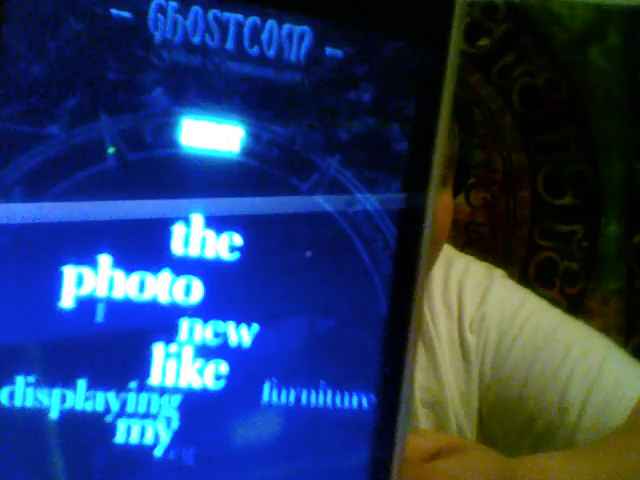 ~ GHOSTCOM ~
the
photo
new
like
displaying furniture
my